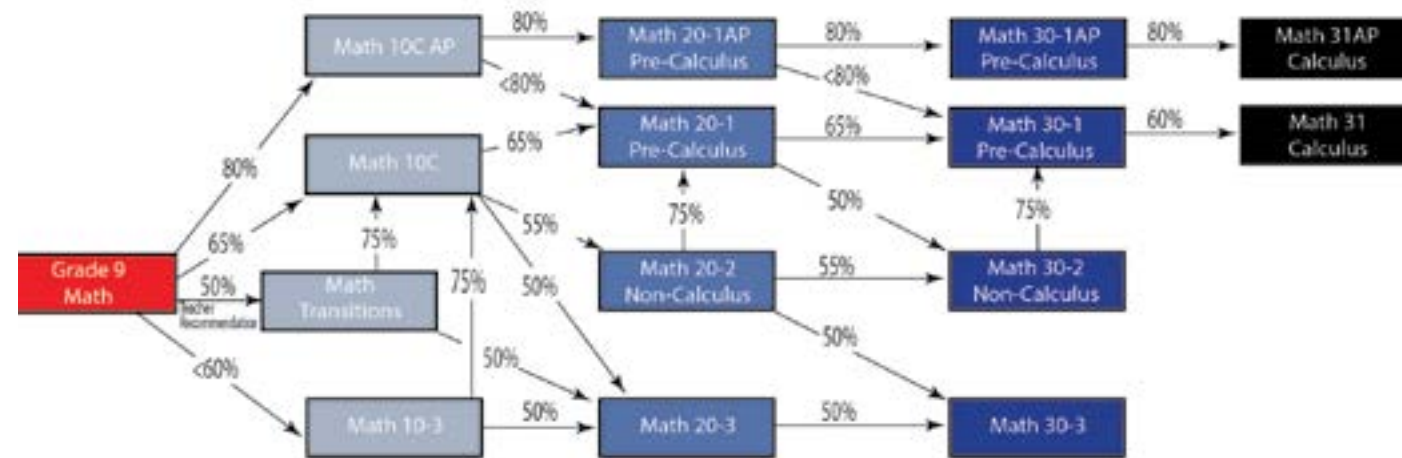 80%
Math 10C AP
Math 20-1AP
Pre-Calculus
80%
Math 30-1AP
Pre-Calculus
80%
Math 31AP
Calculus
<80%
<80%
80%
Math 10C
65%
Math 20-1
Pre-Calculus
65%
Math 30-1
Pre-Calculus
60%
Math 31
Calculus
65%
75%
55%
75%
50%
75%
Grade 9
Math
50%
Teacher
Recommendation
Math
Transitions
75%
50%
Math 20-2
Non-Calculus
55%
Math 30-2
Non-Calculus
<60%
50%
50%
Math 10-3
50%
Math 20-3
50%
Math 30-3